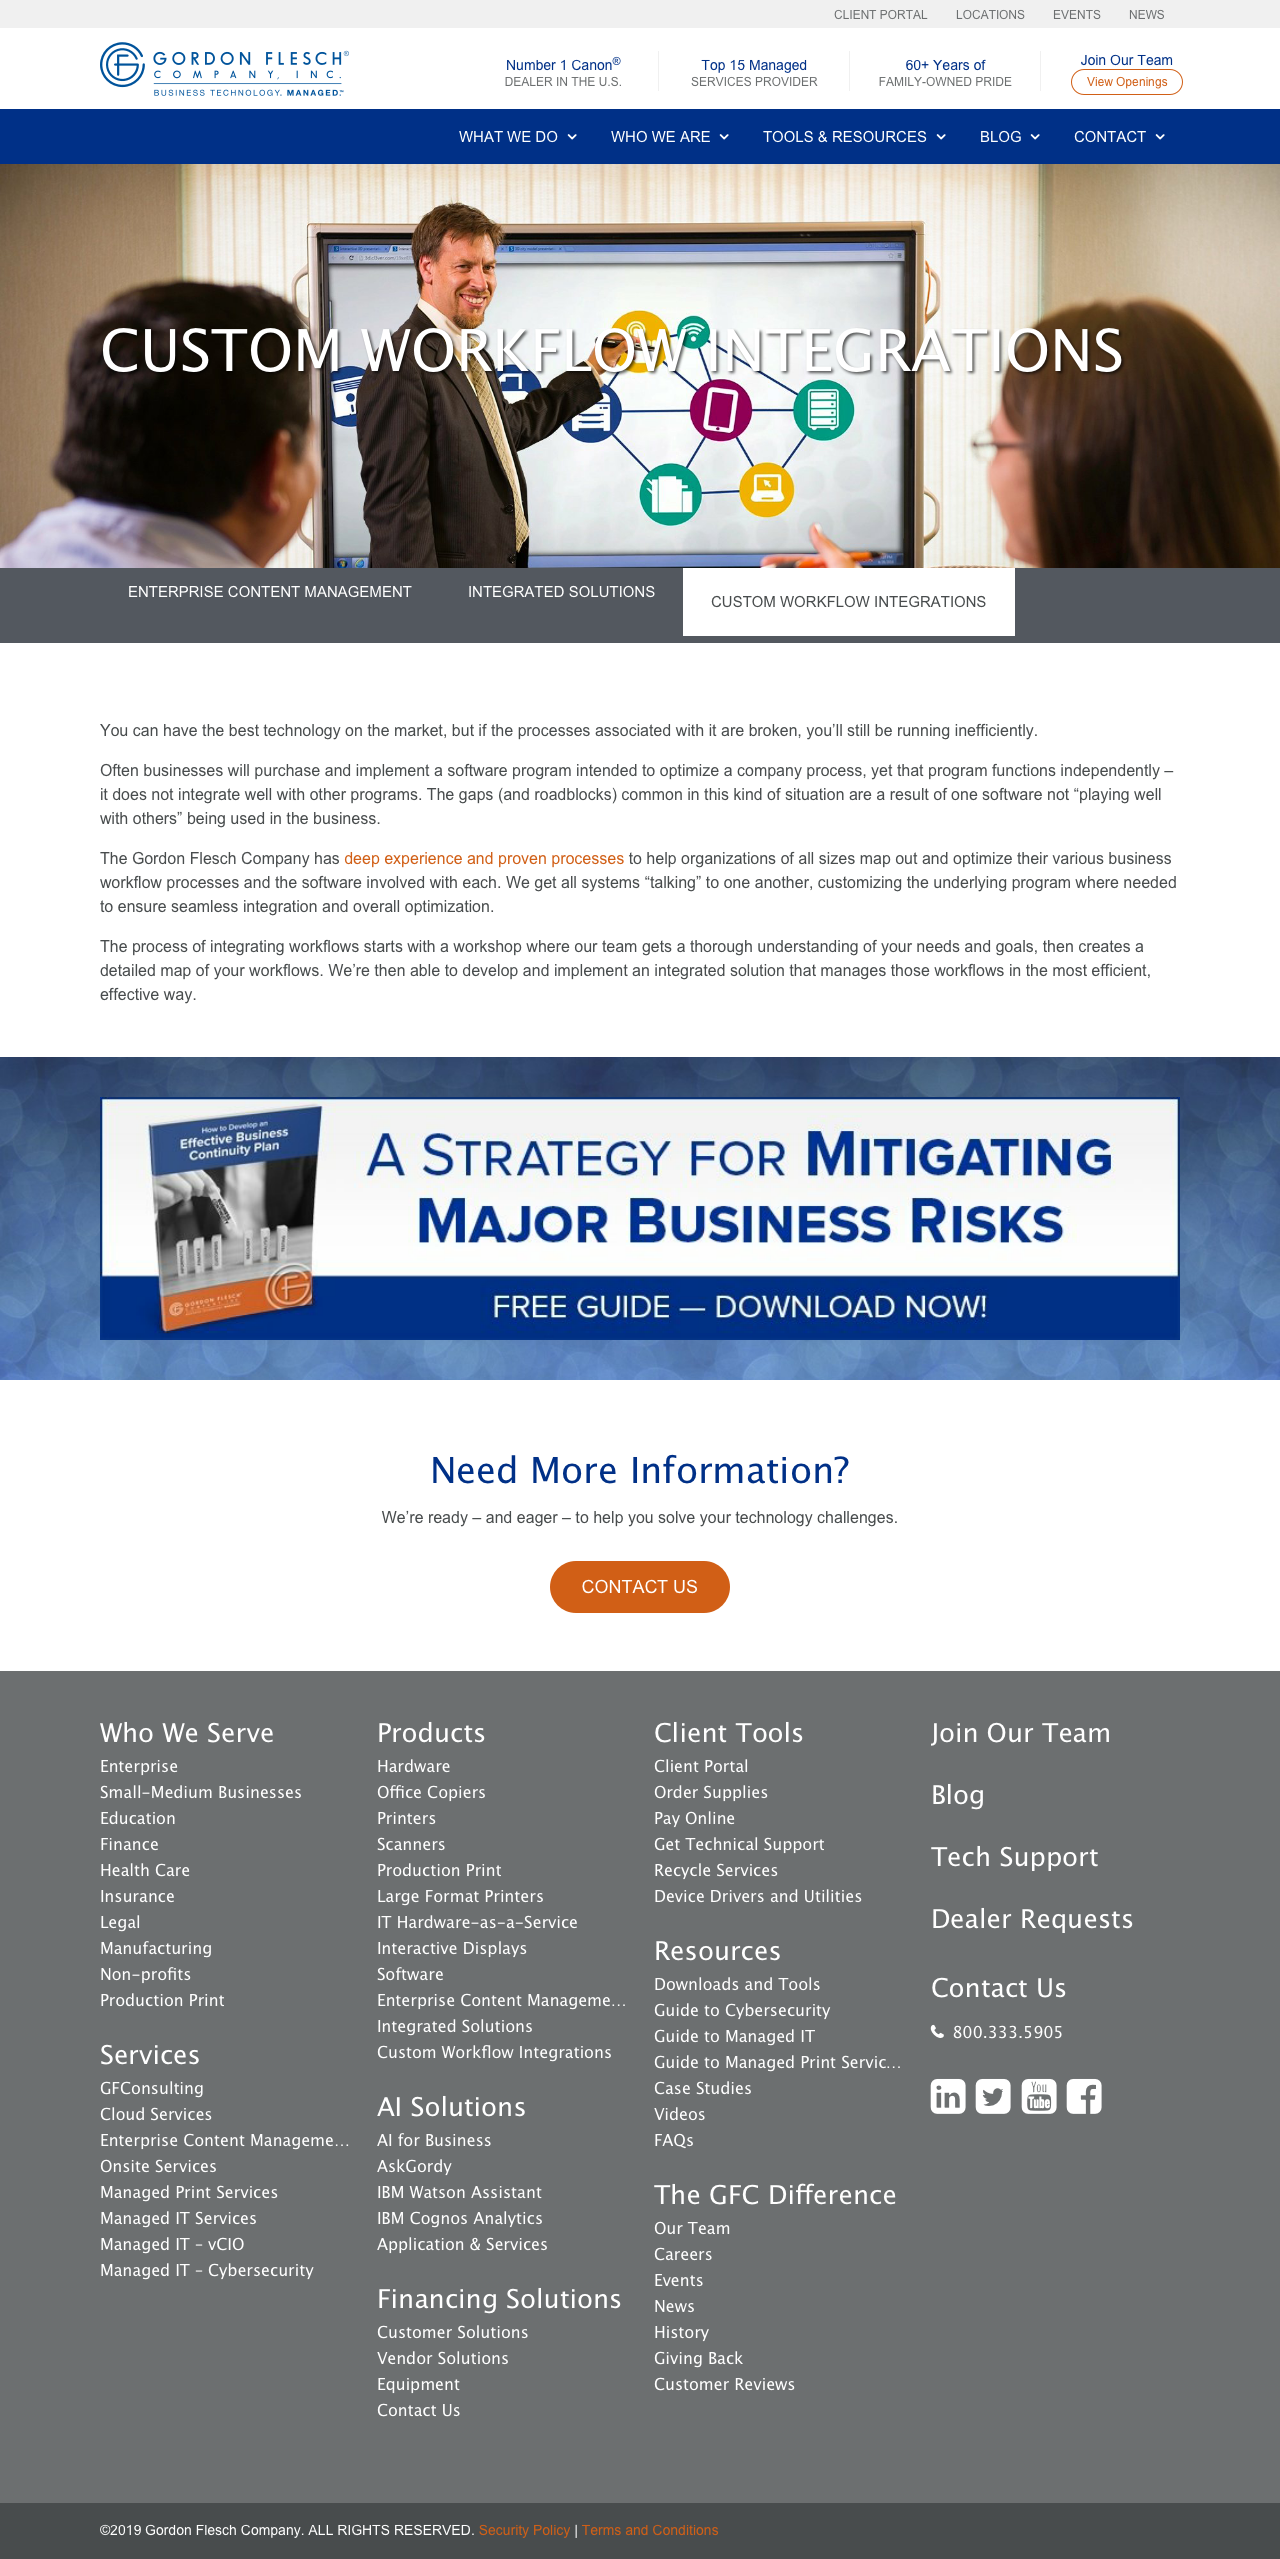 CLIENT PORTAL LOCATIONS EVENTS NEWS
GORDON FLESCH®
COMPANY, INC.
BUSINESS TECHNOLOGY. MANAGED.™
Number 1 Canon®
DEALER IN THE U.S.
Top 15 Managed
SERVICES PROVIDER
60+ Years of
FAMILY-OWNED PRIDE
Join Our Team
View Openings
WHAT WE DO WHO WE ARE TOOLS & RESOURCES BLOG CONTACT
CUSTOM WORKFLOW INTEGRATIONS
ENTERPRISE CONTENT MANAGEMENT INTEGRATED SOLUTIONS CUSTOM WORKFLOW INTEGRATIONS
You can have the best technology on the market, but if the processes associated with it are broken, you’ll still be running inefficiently.
Often businesses will purchase and implement a software program intended to optimize a company process, yet that program functions independently –
it does not integrate well with other programs. The gaps (and roadblocks) common in this kind of situation are a result of one software not “playing well
with others” being used in the business.
The Gordon Flesch Company has deep experience and proven processes to help organizations of all sizes map out and optimize their various business
workflow processes and the software involved with each. We get all systems “talking” to one another, customizing the underlying program where needed
to ensure seamless integration and overall optimization.
The process of integrating workflows starts with a workshop where our team gets a thorough understanding of your needs and goals, then creates a
detailed map of your workflows. We’re then able to develop and implement an integrated solution that manages those workflows in the most efficient,
effective way.
How to Develop an
Effective Business
Continuity Plan
GORDON FLESCH
A STRATEGY FOR MITIGATING
MAJOR BUSINESS RISKS
FREE GUIDE — DOWNLOAD NOW!
Need More Information?
We’re ready – and eager – to help you solve your technology challenges.
CONTACT US
Who We Serve
Enterprise
Small-Medium Businesses
Education
Finance
Health Care
Insurance
Legal
Manufacturing
Non-profits
Production Print
Services
GFConsulting
Cloud Services
Enterprise Content Manageme...
Onsite Services
Managed Print Services
Managed IT Services
Managed IT – vCIO
Managed IT – Cybersecurity
Products
Hardware
Office Copiers
Printers
Scanners
Production Print
Large Format Printers
IT Hardware-as-a-Service
Interactive Displays
Software
Enterprise Content Manageme...
Integrated Solutions
Custom Workflow Integrations
AI Solutions
AI for Business
AskGordy
IBM Watson Assistant
IBM Cognos Analytics
Application & Services
Financing Solutions
Customer Solutions
Vendor Solutions
Equipment
Contact Us
Client Tools
Client Portal
Order Supplies
Pay Online
Get Technical Support
Recycle Services
Device Drivers and Utilities
Resources
Downloads and Tools
Guide to Cybersecurity
Guide to Managed IT
Guide to Managed Print Servic...
Case Studies
Videos
FAQs
The GFC Difference
Our Team
Careers
Events
News
History
Giving Back
Customer Reviews
Join Our Team
Blog
Tech Support
Dealer Requests
Contact Us
800.333.5905
You
Tube
©2019 Gordon Flesch Company. ALL RIGHTS RESERVED. Security Policy | Terms and Conditions